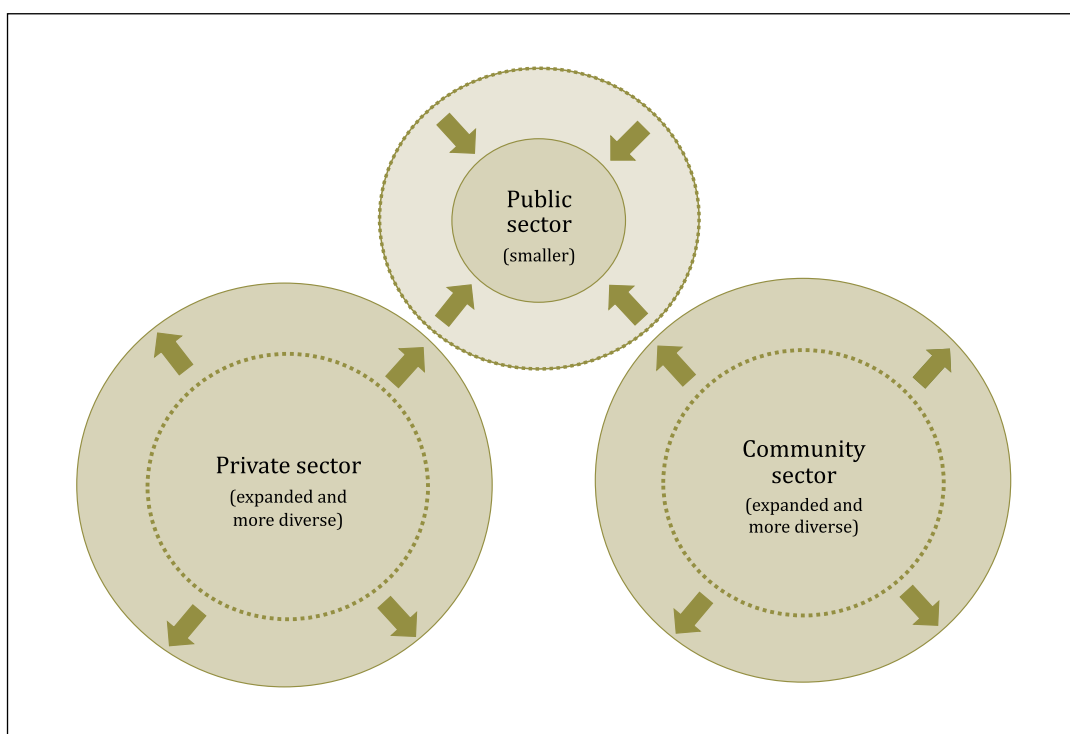 Public
sector
(smaller)
Private sector
(expanded and
more diverse)
Community
sector
(expanded and
more diverse)